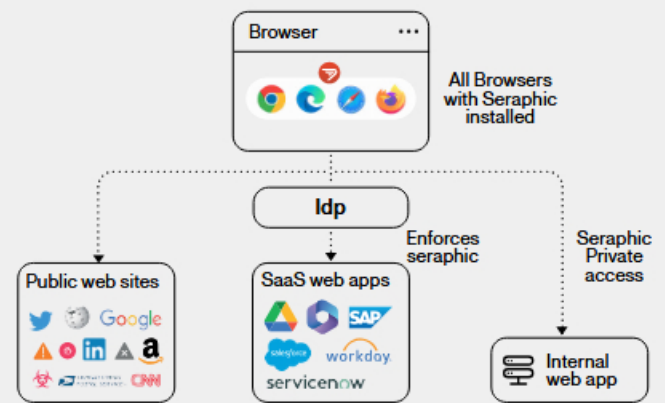 Browser
All Browsers
with Seraphic
installed
Idp
Enforces
seraphic
Seraphic
Private
access
Public web sites
Google
in
a
CNN
SaaS web apps
SAP
salesforce
workday.
servicenow
Internal
web app